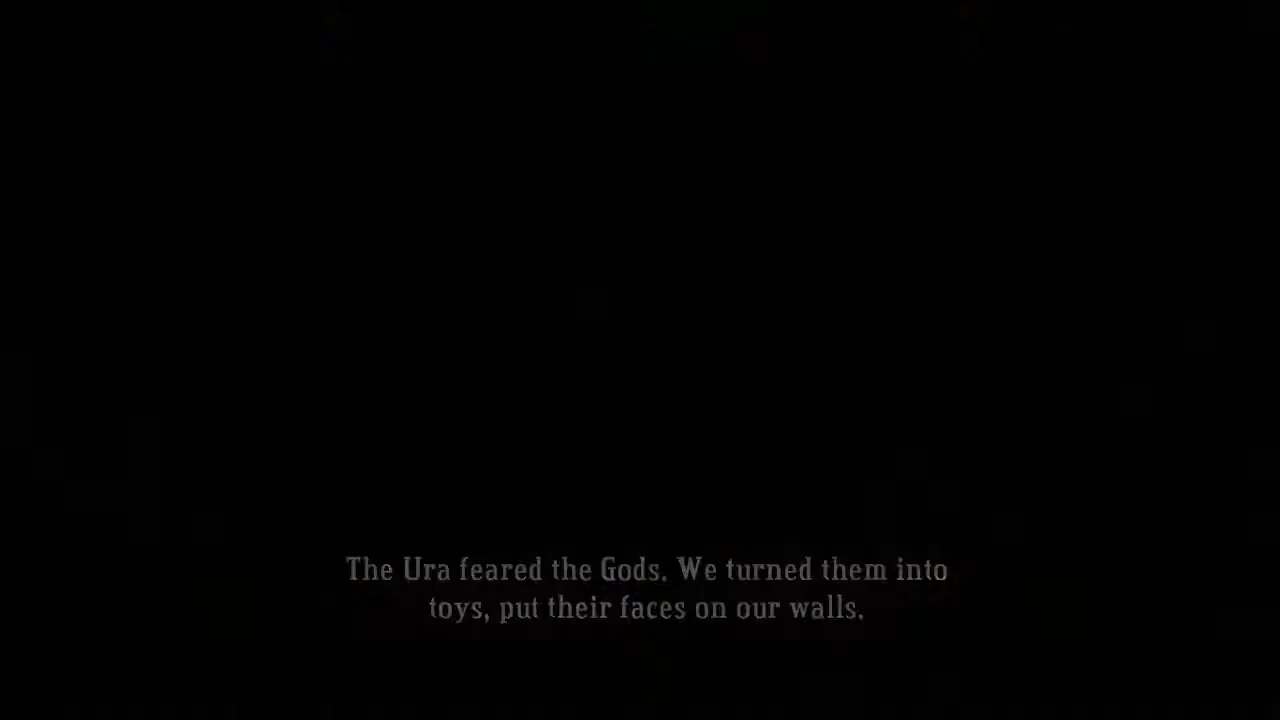 The Ura feared the Gods. We turned them into
toys, put their faces on our walls.